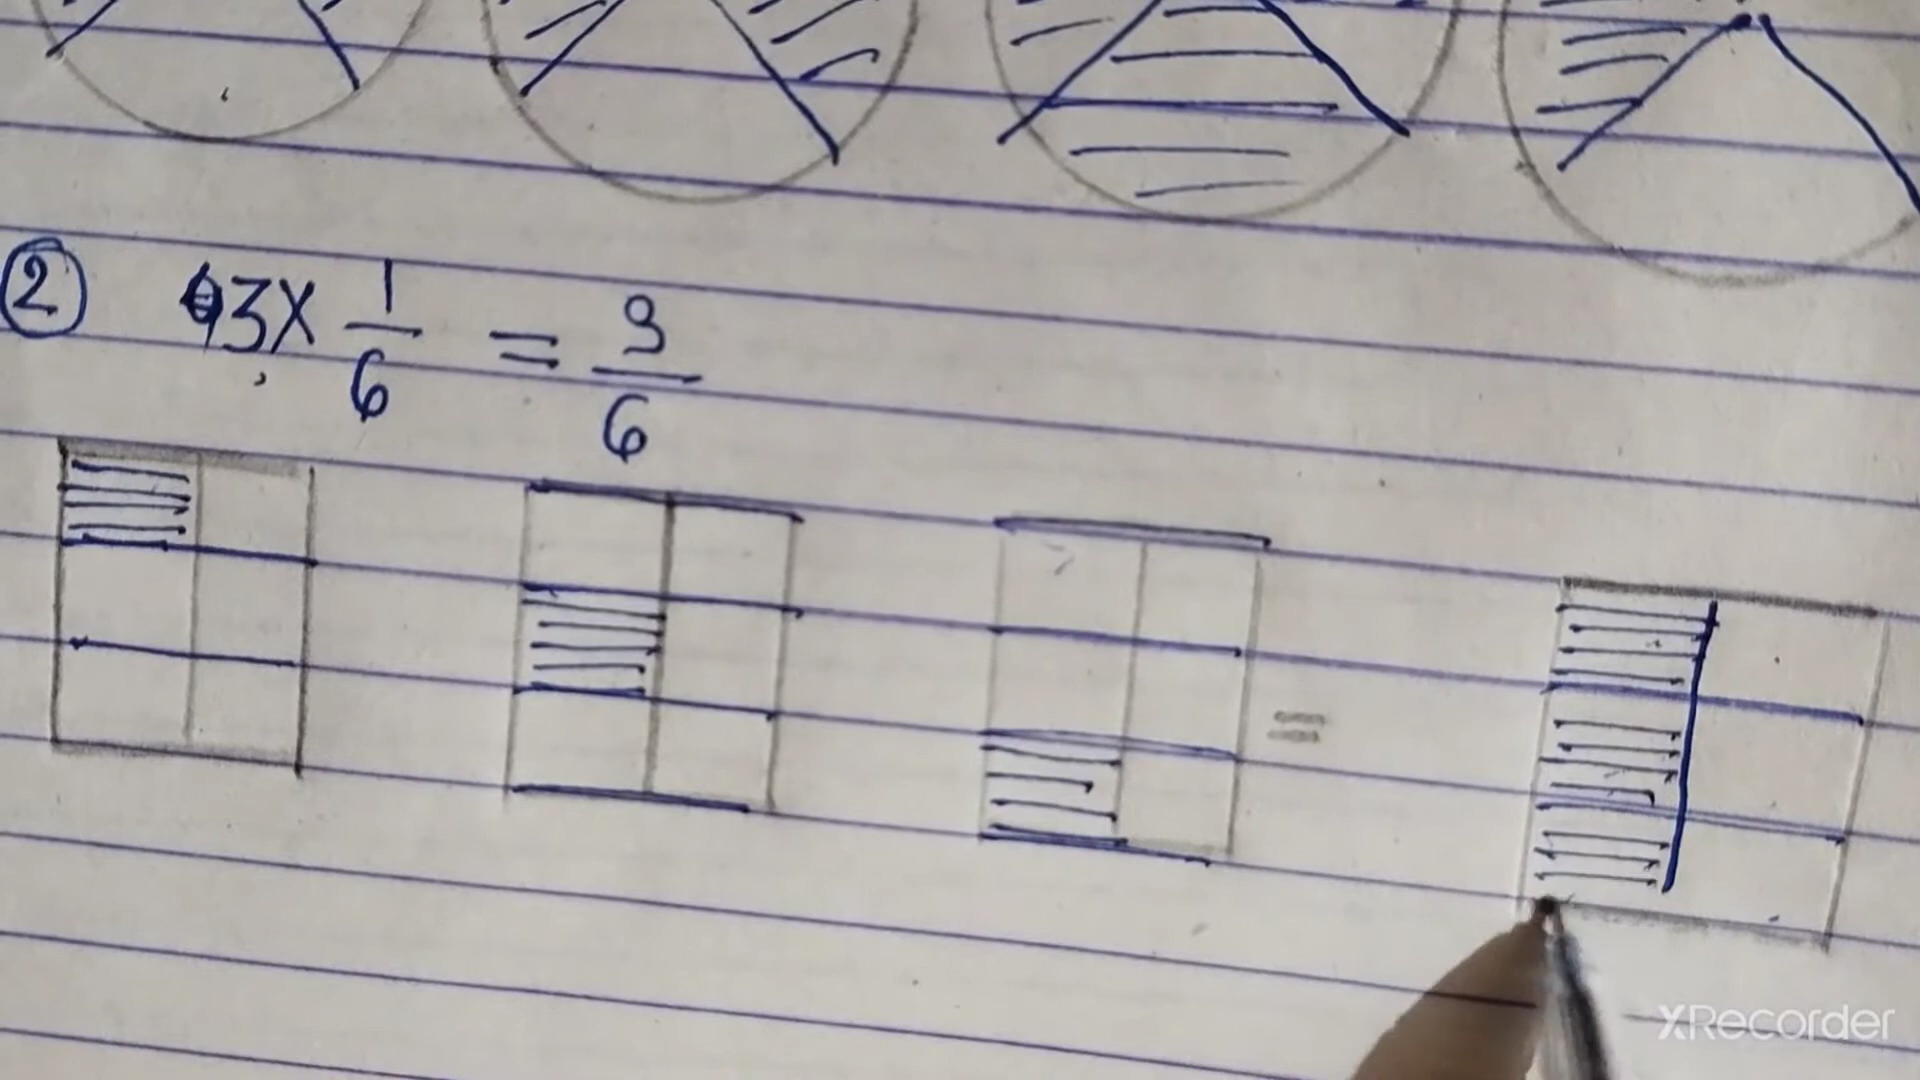 ② 3 × 1/6 = 3/6
=
XRecorder